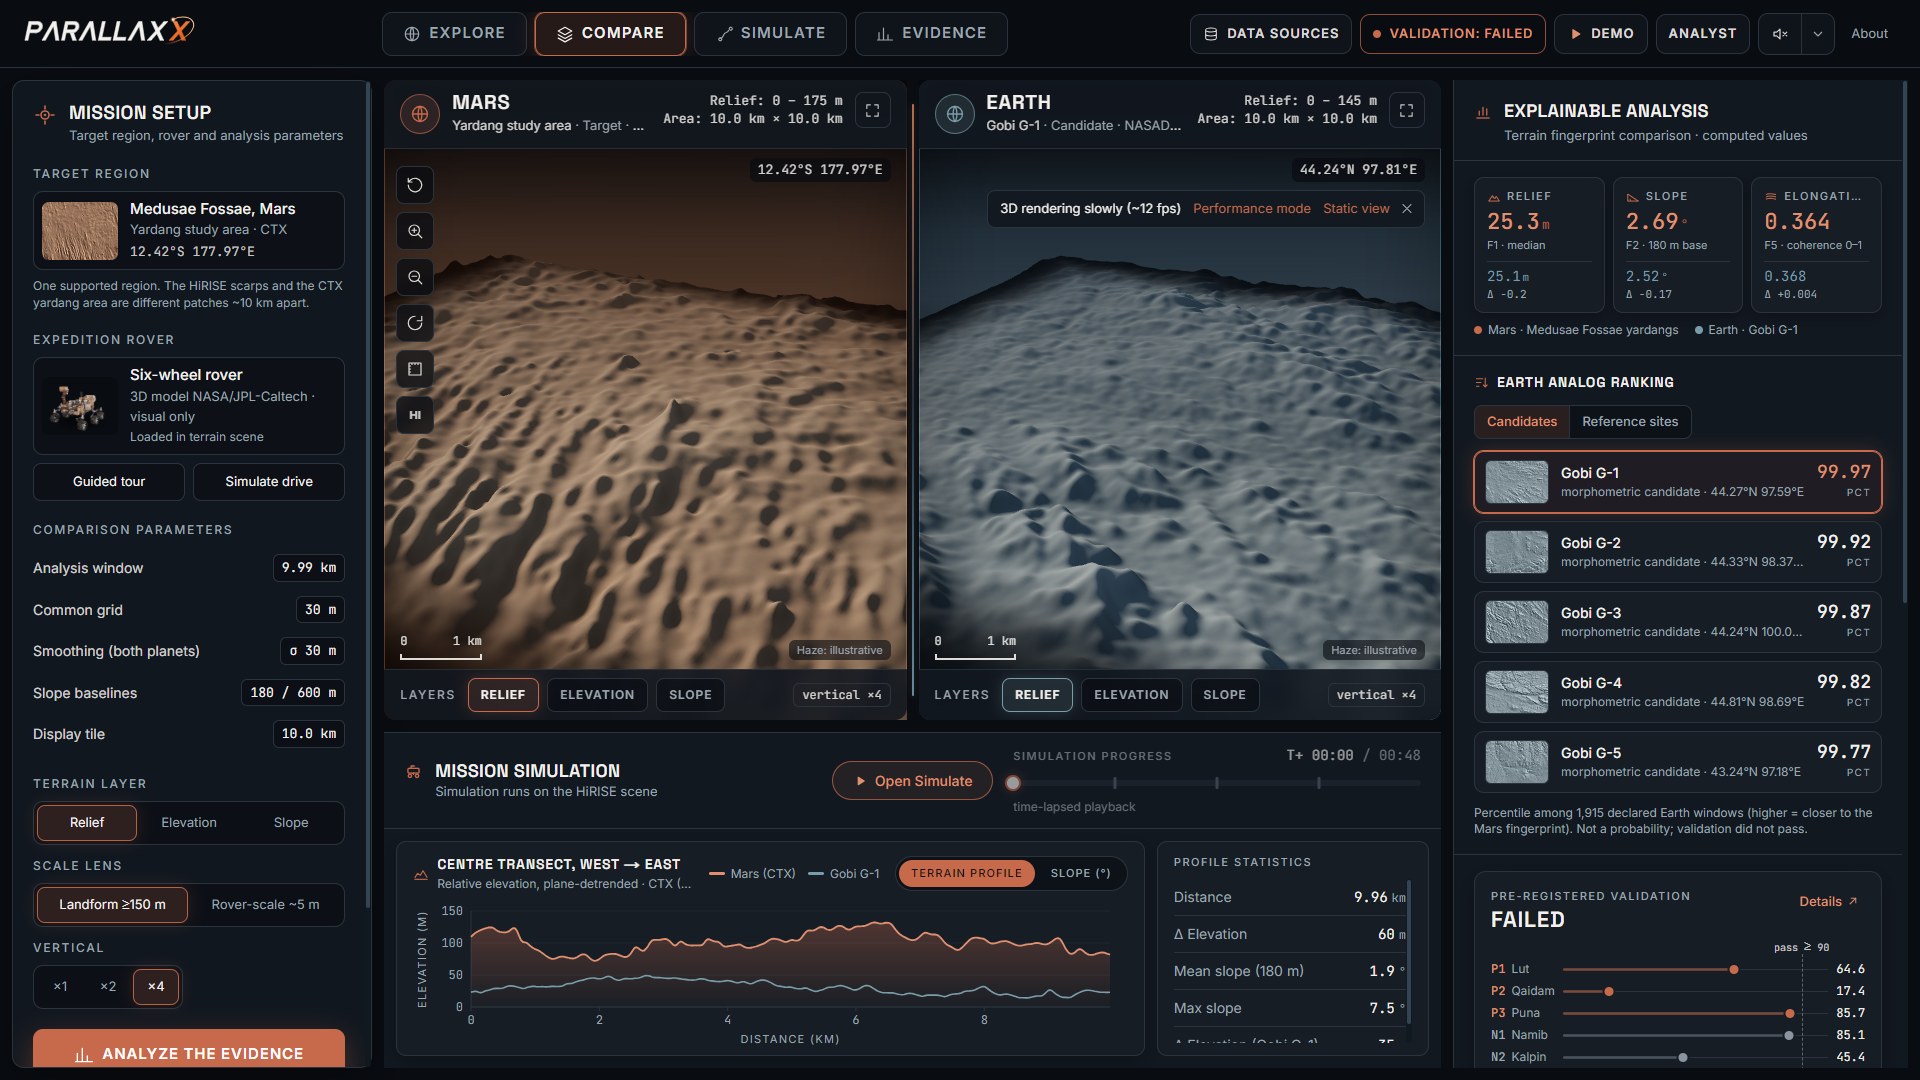 PARALLAX X
EXPLORE
COMPARE
SIMULATE
EVIDENCE
DATA SOURCES
VALIDATION: FAILED
DEMO
ANALYST
About
MISSION SETUP
Target region, rover and analysis parameters
TARGET REGION
Medusae Fossae, Mars
Yardang study area · CTX
12.42°S 177.97°E
One supported region. The HiRISE scarps and the CTX
yardang area are different patches ~10 km apart.
EXPEDITION ROVER
Six-wheel rover
3D model NASA/JPL-Caltech ·
visual only
Loaded in terrain scene
Guided tour
Simulate drive
COMPARISON PARAMETERS
Analysis window 9.99 km
Common grid 30 m
Smoothing (both planets) σ 30 m
Slope baselines 180 / 600 m
Display tile 10.0 km
TERRAIN LAYER
Relief Elevation Slope
SCALE LENS
Landform ≥150 m Rover-scale ~5 m
VERTICAL
×1 ×2 ×4
ANALYZE THE EVIDENCE
MARS
Yardang study area · Target · ...
Relief: 0 – 175 m
Area: 10.0 km × 10.0 km
12.42°S 177.97°E
HI
0 1 km
Haze: illustrative
LAYERS RELIEF ELEVATION SLOPE vertical ×4
EARTH
Gobi G-1 · Candidate · NASAD...
Relief: 0 – 145 m
Area: 10.0 km × 10.0 km
44.24°N 97.81°E
3D rendering slowly (~12 fps) Performance mode Static view ×
0 1 km
Haze: illustrative
LAYERS RELIEF ELEVATION SLOPE vertical ×4
MISSION SIMULATION
Simulation runs on the HiRISE scene
Open Simulate
SIMULATION PROGRESS
T+ 00:00 / 00:48
time-lapsed playback
CENTRE TRANSECT, WEST → EAST
Relative elevation, plane-detrended · CTX (...
Mars (CTX) Gobi G-1
TERRAIN PROFILE SLOPE (°)
ELEVATION (M)
150
100
50
0
0 2 4 6 8
DISTANCE (KM)
PROFILE STATISTICS
Distance 9.96 km
Δ Elevation 60 m
Mean slope (180 m) 1.9 °
Max slope 7.5 °
Δ Elevation (Gobi G-1) 35
EXPLAINABLE ANALYSIS
Terrain fingerprint comparison · computed values
RELIEF
25.3 m
F1 · median
25.1 m
Δ -0.2
SLOPE
2.69 °
F2 · 180 m base
2.52 °
Δ -0.17
ELONGATI...
0.364
F5 · coherence 0–1
0.368
Δ +0.004
Mars · Medusae Fossae yardangs Earth · Gobi G-1
EARTH ANALOG RANKING
Candidates Reference sites
Gobi G-1 99.97
morphometric candidate · 44.27°N 97.59°E PCT
Gobi G-2 99.92
morphometric candidate · 44.33°N 98.37... PCT
Gobi G-3 99.87
morphometric candidate · 44.24°N 100.0... PCT
Gobi G-4 99.82
morphometric candidate · 44.81°N 98.69°E PCT
Gobi G-5 99.77
morphometric candidate · 43.24°N 97.18°E PCT
Percentile among 1,915 declared Earth windows (higher = closer to the
Mars fingerprint). Not a probability; validation did not pass.
PRE-REGISTERED VALIDATION
FAILED
Details ↗
pass ≥ 90
P1 Lut 64.6
P2 Qaidam 17.4
P3 Puna 85.7
N1 Namib 85.1
N2 Kalpin 45.4